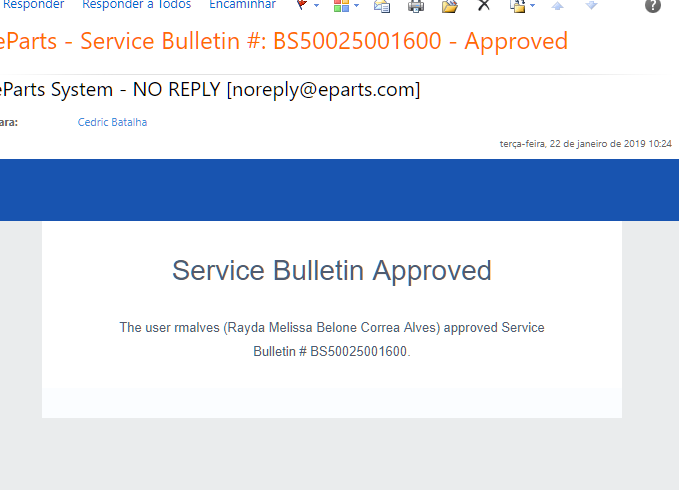 Responder Responder a Todos Encaminhar
eParts - Service Bulletin #: BS50025001600 - Approved
eParts System - NO REPLY [noreply@eparts.com]
ara: Cedric Batalha
terça-feira, 22 de janeiro de 2019 10:24
Service Bulletin Approved
The user rmalves (Rayda Melissa Belone Correa Alves) approved Service
Bulletin # BS50025001600.